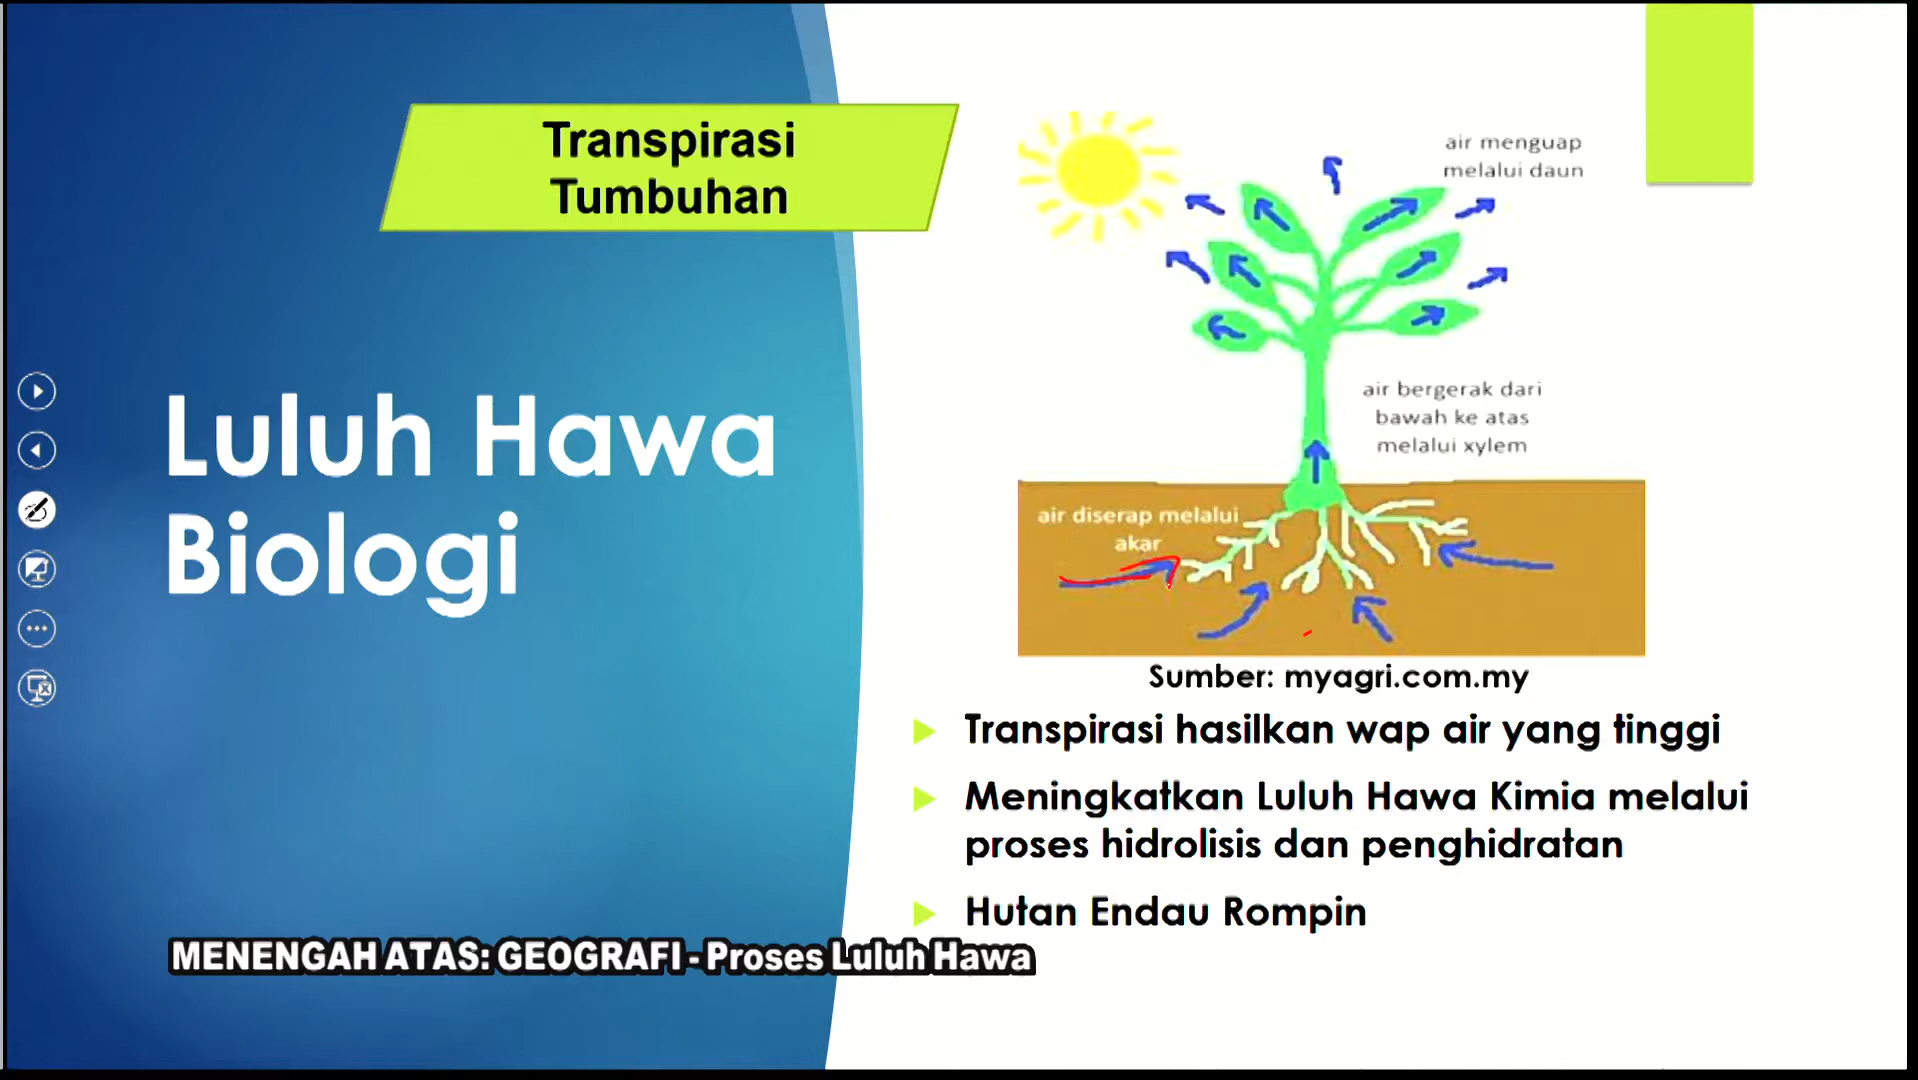 Transpirasi
Tumbuhan
Luluh Hawa
Biologi
air menguap
melalui daun
air bergerak dari
bawah ke atas
melalui xylem
air diserap melalui
akar
Sumber: myagri.com.my
Transpirasi hasilkan wap air yang tinggi
Meningkatkan Luluh Hawa Kimia melalui
proses hidrolisis dan penghidratan
Hutan Endau Rompin
MENENGAH ATAS: GEOGRAFI - Proses Luluh Hawa